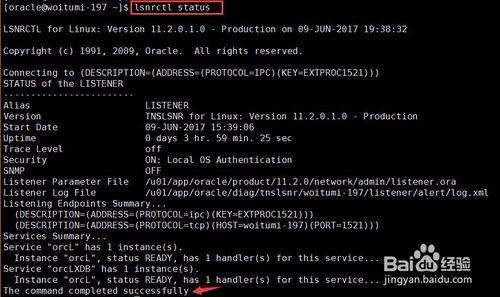 [oracle@woitumi-197 ~]$ lsnrctl status
LSNRCTL for Linux: Version 11.2.0.1.0 - Production on 09-JUN-2017 19:38:32
Copyright (c) 1991, 2009, Oracle.  All rights reserved.
Connecting to (DESCRIPTION=(ADDRESS=(PROTOCOL=IPC)(KEY=EXTPROC1521)))
STATUS of the LISTENER
------------------------
Alias                     LISTENER
Version                   TNSLSNR for Linux: Version 11.2.0.1.0 - Production
Start Date                09-JUN-2017 15:39:06
Uptime                    0 days 3 hr. 59 min. 25 sec
Trace Level               off
Security                  ON: Local OS Authentication
SNMP                      OFF
Listener Parameter File   /u01/app/oracle/product/11.2.0/network/admin/listener.ora
Listener Log File         /u01/app/oracle/diag/tnslsnr/woitumi-197/listener/alert/log.xml
Listening Endpoints Summary...
  (DESCRIPTION=(ADDRESS=(PROTOCOL=ipc)(KEY=EXTPROC1521)))
  (DESCRIPTION=(ADDRESS=(PROTOCOL=tcp)(HOST=woitumi-197)(PORT=1521)))
Services Summary...
Service "orcL" has 1 instance(s).
  Instance "orcL", status READY, has 1 handler(s) for this service...
Service "orcLXDB" has 1 instance(s).
  Instance "orcL", status READY, has 1 handler(s) for this service...
The command completed successfully
Baidu 经验
jingyan.baidu.com